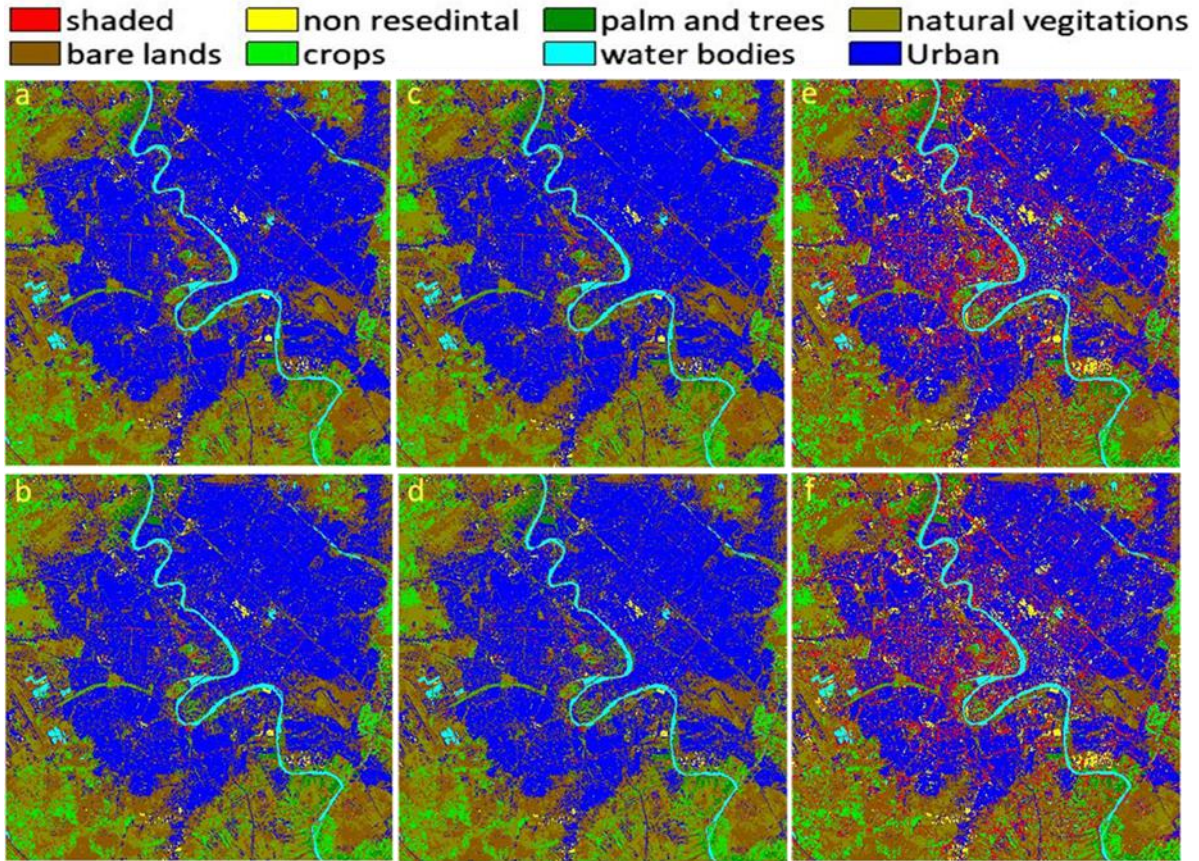 shaded non resedintal palm and trees natural vegitations
bare lands crops water bodies Urban
a c e
b d f